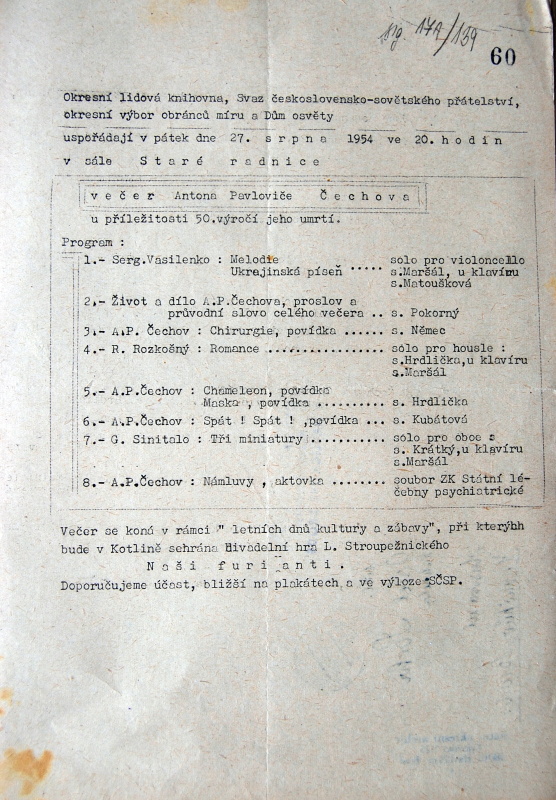 sig. 17A/139
60
Okresní lidová knihovna, Svaz československo-sovětského přátelství,
okresní výbor obránců míru a Dům osvěty
uspořádají v pátek dne 27. srpna 1954 ve 20. hodin
v sále Staré radnice
večer Antona Pavloviče Čechova
u příležitosti 50.výročí jeho umrtí.
Program :
1.- Serg.Vasilenko : Melodie
Ukrajinská píseň ..... solo pro violoncello
s.Maršál, u klavíru
s.Matoušková
2.- Život a dílo A.P.Čechova, proslov a
průvodní slovo celého večera .. s. Pokorný
3.- A.P. Čechov : Chirurgie, povídka ...... s. Němec
4.- R. Rozkošný : Romance ................ sólo pro housle :
s.Hrdlička,u klavíru
s.Maršál
5.- A.P.Čechov : Chameleon, povídka
Maska , povídka .......... s. Hrdlička
6.- A.P.Čechov : Spát ! Spát ! ,povídka ... s. Kubátová
7.- G. Sinitalo : Tři miniatury........... sólo pro oboe :
s. Krátký,u klavíru
s.Maršál
8.- A.P.Čechov : Námluvy , aktovka ........ soubor ZK Státní lé-
čebny psychiatrické
Večer se koná v rámci " letních dnů kultury a zábavy", při kterýhh
bude v Kotlině sehrána divadelní hra L. Stroupežnického
Naši furianti.
Doporučujeme účast, bližší na plakátech a ve výloze SČSP.